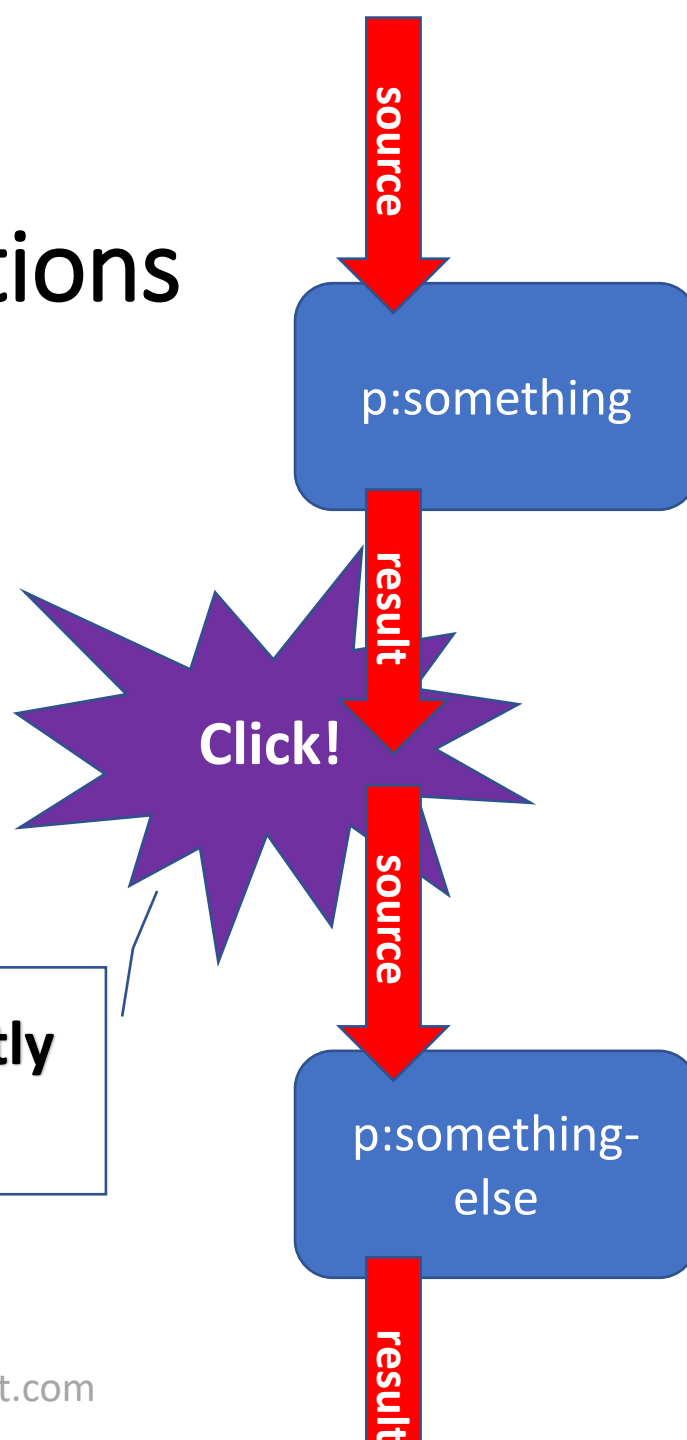 source
tions
p:something
result
Click!
source
tly
p:something-
else
result
t.com